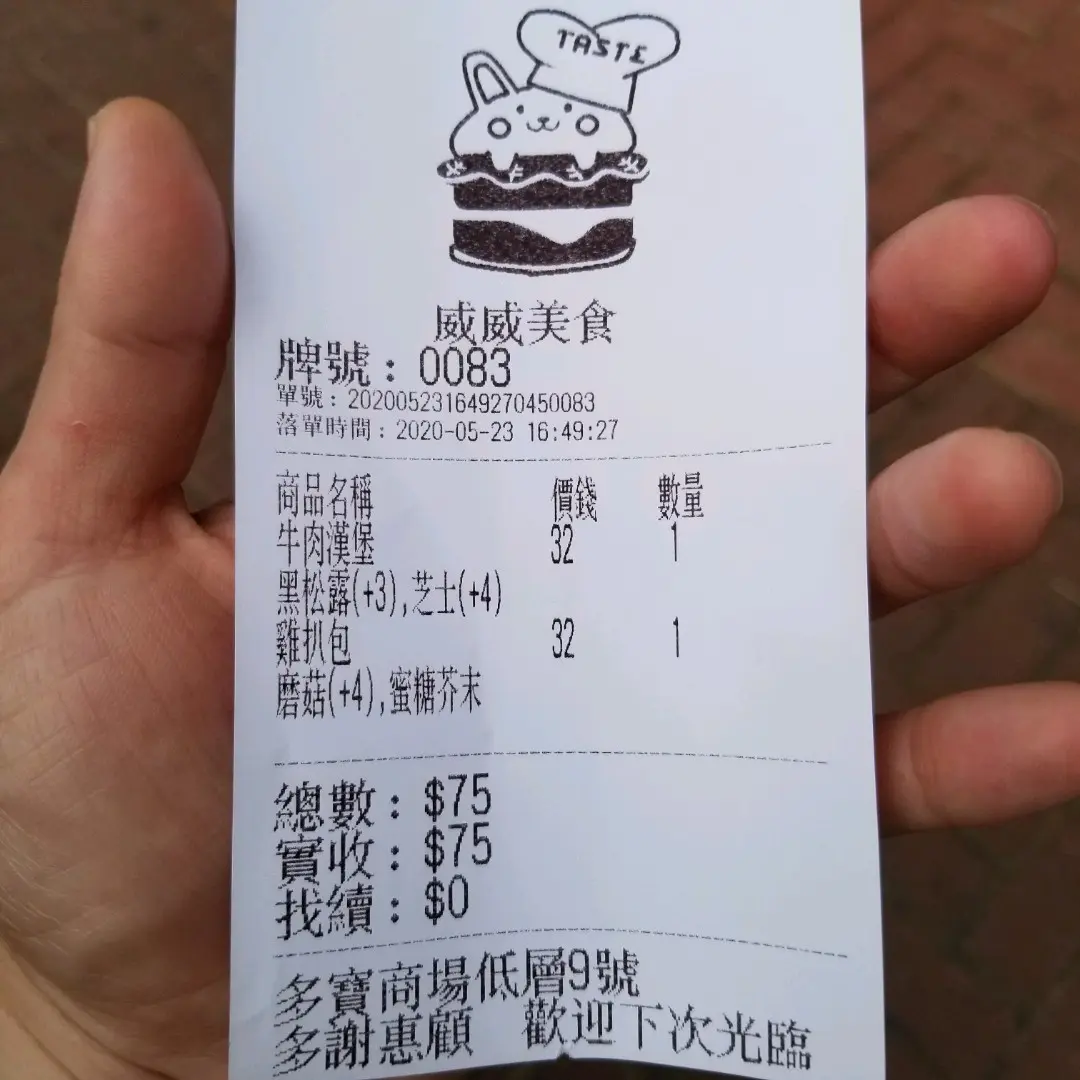 TASTE
威威美食
牌號: 0083
單號: 202005231649270450083
落單時間: 2020-05-23 16:49:27
商品名稱 價錢 數量
牛肉漢堡 32 1
黑松露(+3),芝士(+4)
雞扒包 32 1
磨菇(+4),蜜糖芥末
總數: $75
實收: $75
找續: $0
多寶商場低層9號
多謝惠顧 歡迎下次光臨